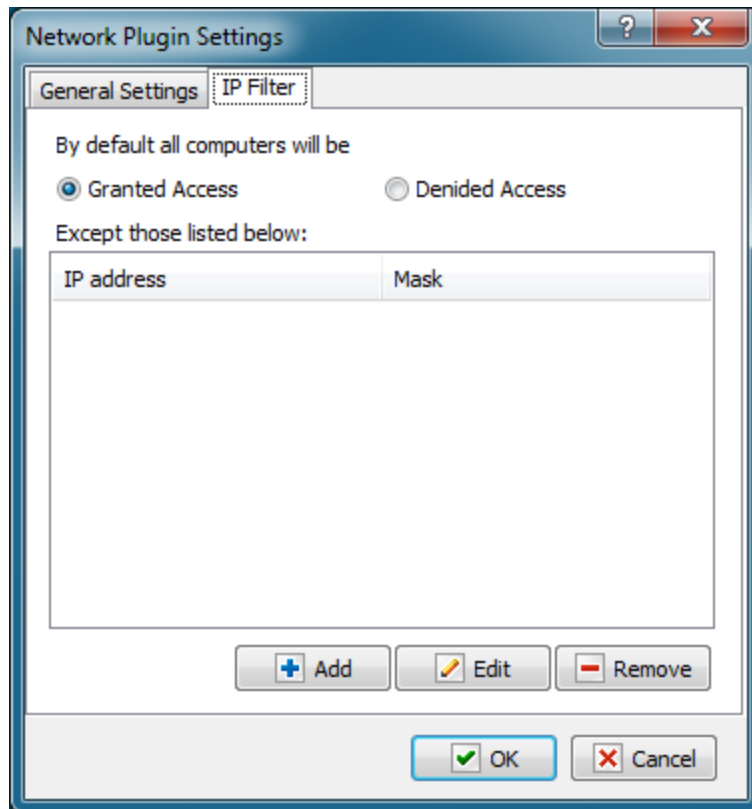 Network Plugin Settings
?
X
General Settings IP Filter
By default all computers will be
Granted Access Denided Access
Except those listed below:
IP address Mask
Add Edit Remove
OK Cancel